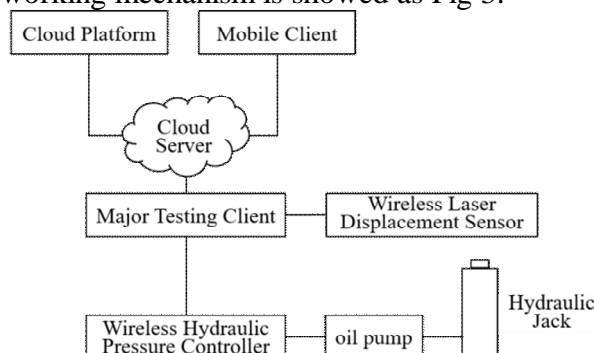 working mechanism is showed as Fig 3.
Cloud Platform
Mobile Client
Cloud
Server
Major Testing Client
Wireless Laser
Displacement Sensor
Wireless Hydraulic
Pressure Controller
oil pump
Hydraulic
Jack